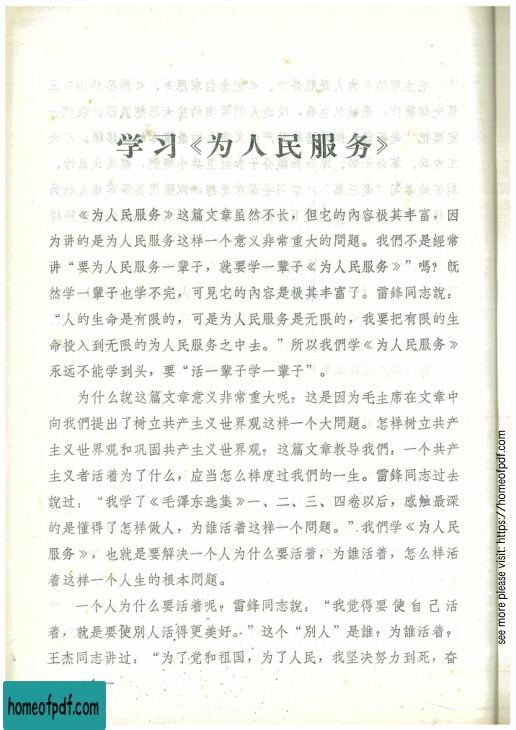 学习《为人民服务》
《为人民服务》这篇文章虽然不长，但它的內容极其丰富，因
为讲的是为人民服务这样一个意义非常重大的問題。我們不是經常
讲“要为人民服务一辈子，就要学一辈子《为人民服务》”嗎？旣
然学一辈子也学不完，可見它的內容是极其丰富了。雷鋒同志說：
“人的生命是有限的，可是为人民服务是无限的，我要把有限的生
命投入到无限的为人民服务之中去。”所以我們学《为人民服务》
永远不能学到头，要“活一辈子学一辈子”。
为什么說这篇文章意义非常重大呢？这是因为毛主席在文章中
向我們提出了树立共产主义世界观这样一个大問題。怎样树立共产
主义世界观和巩固共产主义世界观？这篇文章教导我們：一个共产
主义者活着为了什么，应当怎么样度过我們的一生。雷鋒同志过去
說过：“我学了《毛澤东选集》一、二、三、四卷以后，感触最深
的是懂得了怎样做人，为誰活着这样一个問題。”我們学《为人民
服务》，也就是要解决一个人为什么要活着，为誰活着，怎么样活
着这样一个人生的根本問題。
一个人为什么要活着呢？雷鋒同志說：“我觉得要使自己活
着，就是要使別人活得更美好。”这个“別人”是誰？为誰活着？
王杰同志讲过：“为了党和祖国，为了人民，我坚决努力到死，奋
see more please visit: https://homeofpdf.com
homeofpdf.com